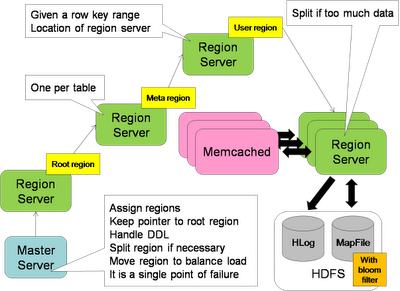 Given a row key range
Location of region server
User region
Split if too much data
Region
Server
One per table
Meta region
Region
Server
Memcached
Region
Server
Root region
Region
Server
Assign regions
Keep pointer to root region
Handle DDL
Split region if necessary
Move region to balance load
It is a single point of failure
Master
Server
HLog
MapFile
HDFS
With
bloom
filter